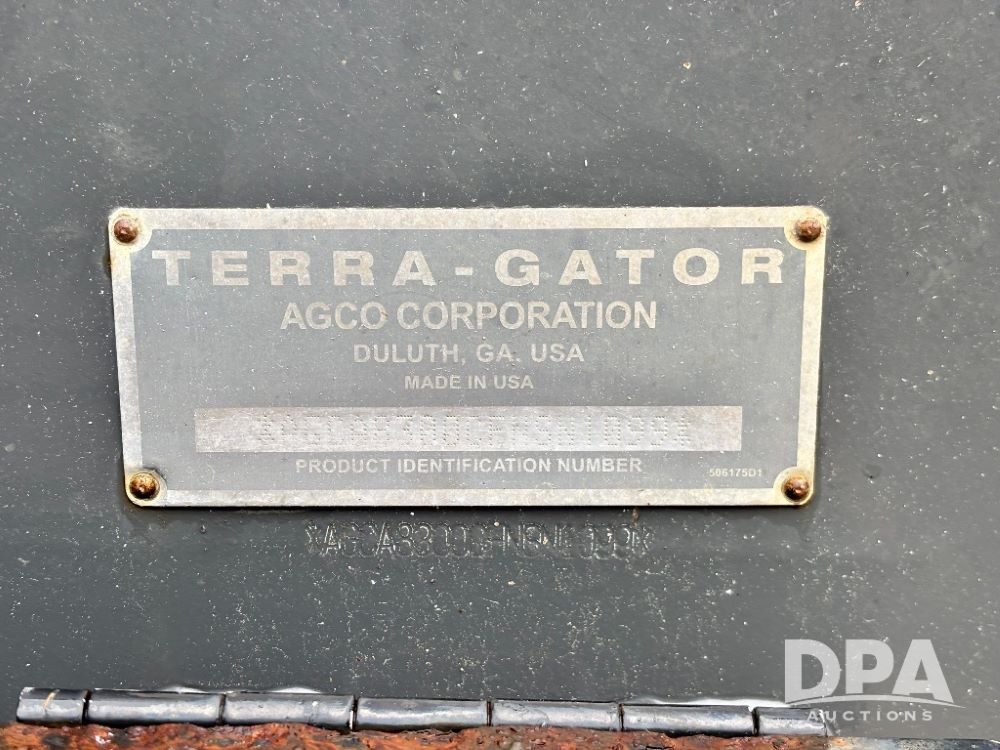 TERRA-GATOR
AGCO CORPORATION
DULUTH, GA. USA
MADE IN USA
PRODUCT IDENTIFICATION NUMBER
506175D1
DPA
AUCTIONS